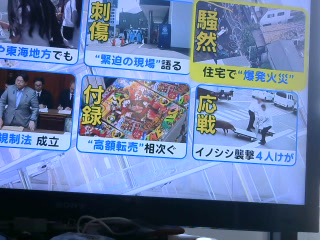 刺傷
騒然
や東海地方でも
“緊迫の現場”語る
住宅で“爆発火災”
付録
応戦
規制法 成立
“高額転売”相次ぐ
イノシシ襲撃4人けが
SONY